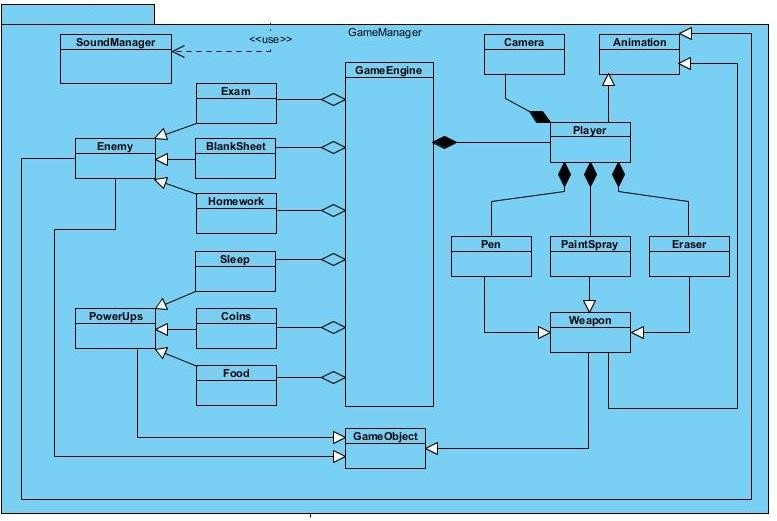 GameManager
SoundManager
<<use>>
Camera
Animation
GameEngine
Exam
Player
Enemy
BlankSheet
Homework
Pen
PaintSpray
Eraser
Sleep
PowerUps
Coins
Weapon
Food
GameObject